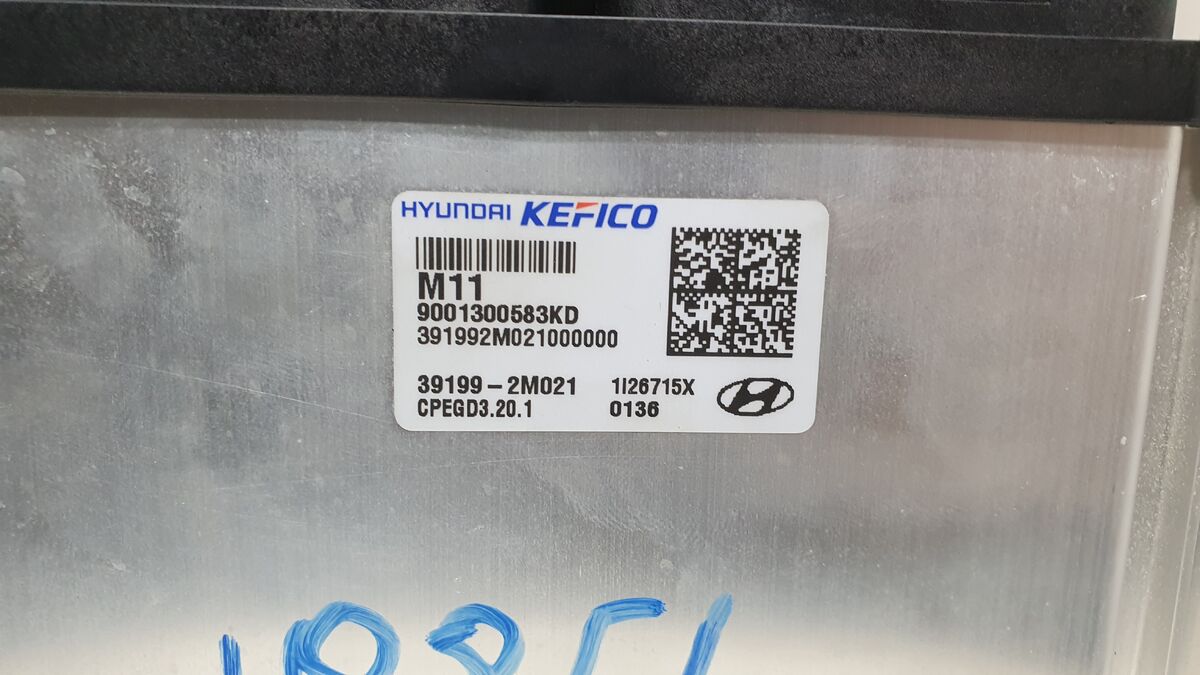 HYUNDAI KEFICO
M11
9001300583KD
391992M021000000
39199-2M021 1I26715X
CPEGD3.20.1 0136